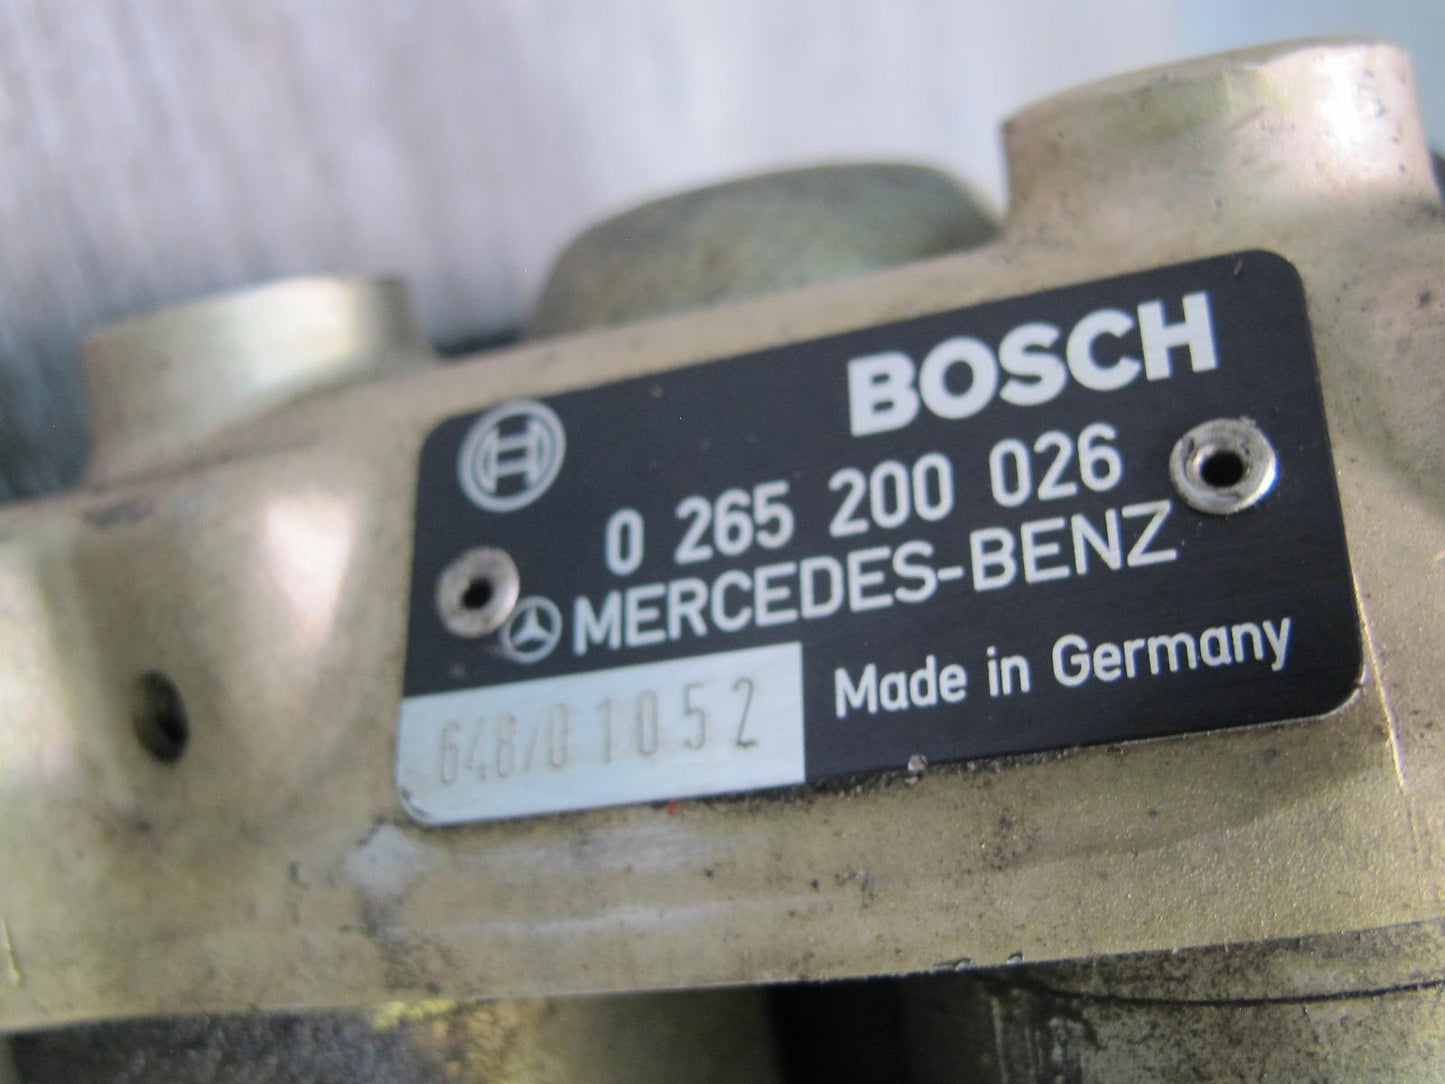 BOSCH
0 265 200 026
MERCEDES-BENZ
648/01052
Made in Germany